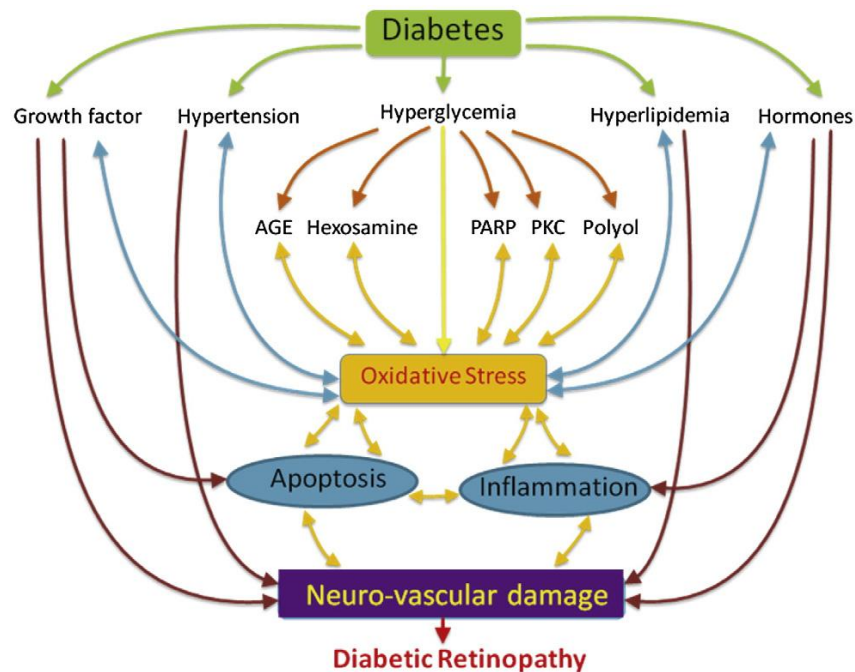 Diabetes
Growth factor Hypertension Hyperglycemia Hyperlipidemia Hormones
AGE Hexosamine PARP PKC Polyol
Oxidative Stress
Apoptosis Inflammation
Neuro-vascular damage
Diabetic Retinopathy